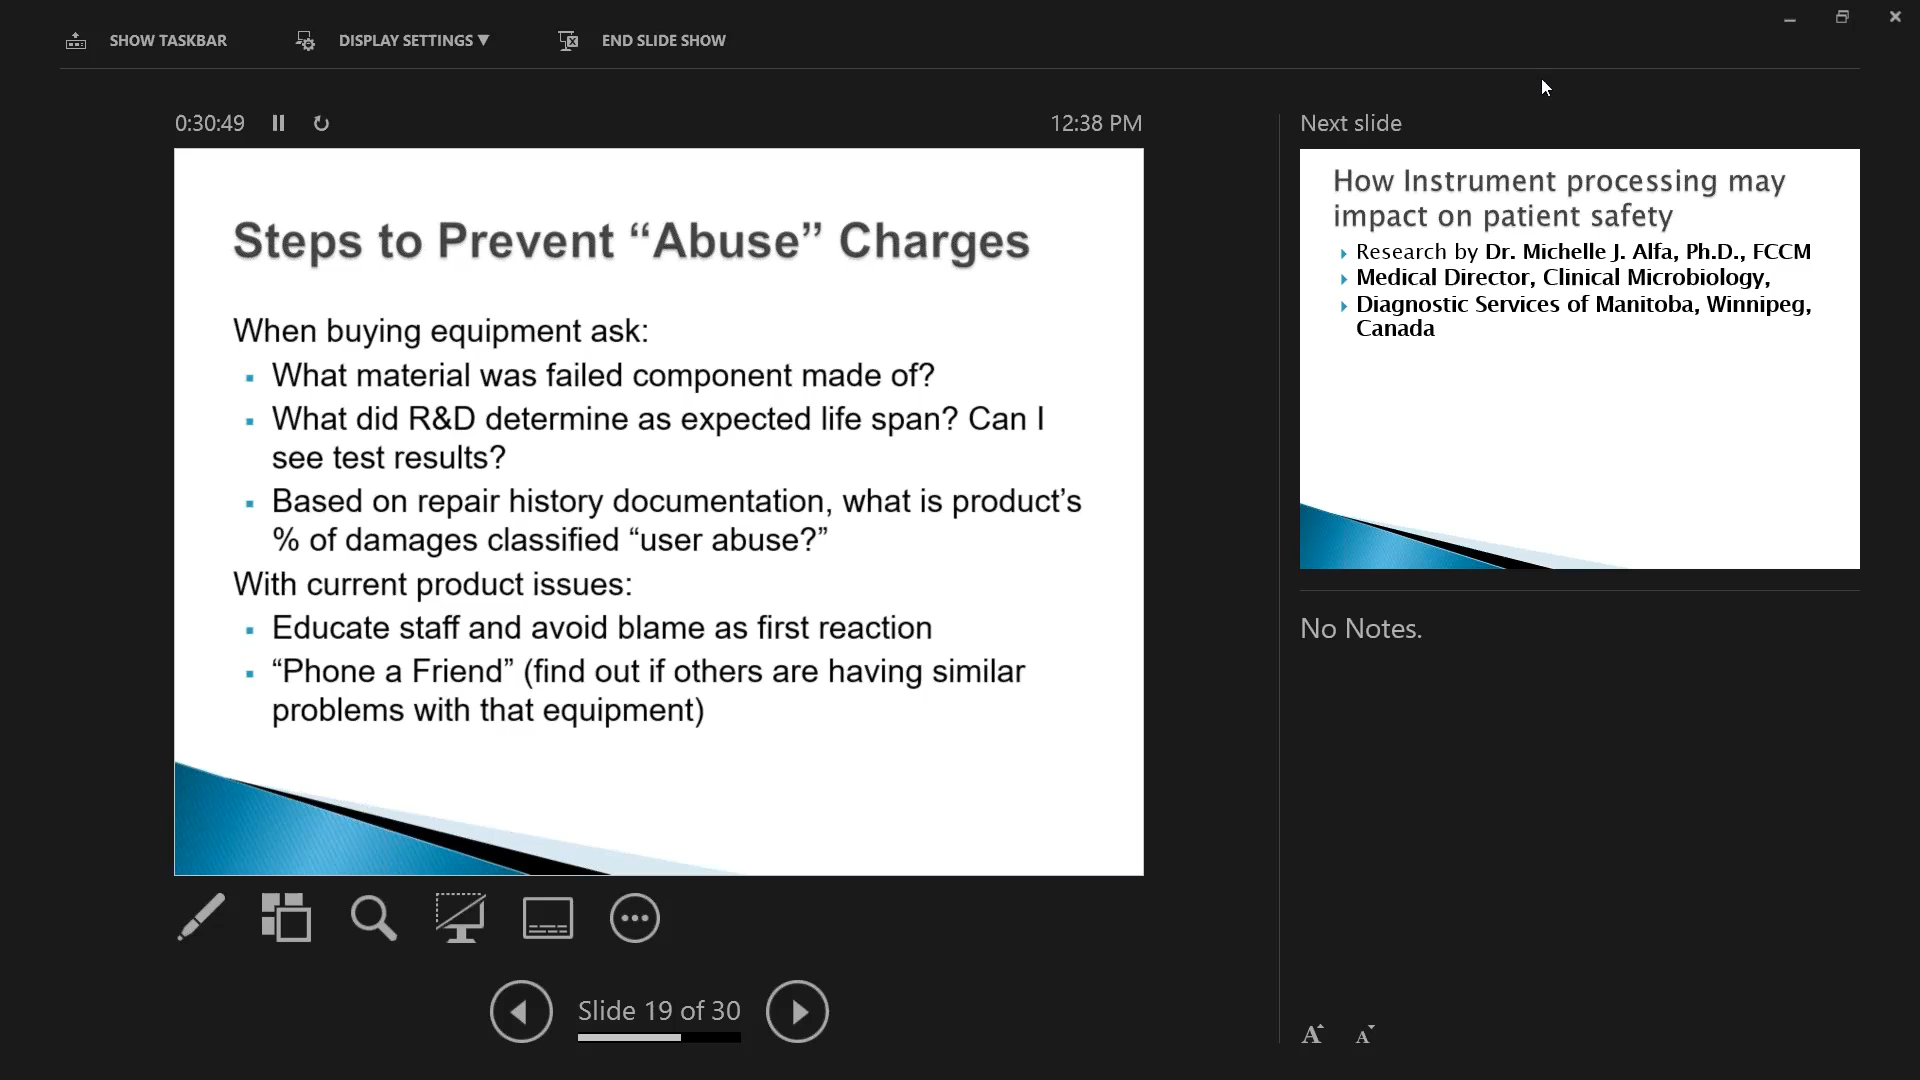 SHOW TASKBAR
DISPLAY SETTINGS ▼
END SLIDE SHOW
0:30:49
12:38 PM
Steps to Prevent “Abuse” Charges
When buying equipment ask:
▪ What material was failed component made of?
▪ What did R&D determine as expected life span? Can I
see test results?
▪ Based on repair history documentation, what is product’s
% of damages classified “user abuse?”
With current product issues:
▪ Educate staff and avoid blame as first reaction
▪ “Phone a Friend” (find out if others are having similar
problems with that equipment)
Slide 19 of 30
Next slide
How Instrument processing may
impact on patient safety
Research by Dr. Michelle J. Alfa, Ph.D., FCCM
Medical Director, Clinical Microbiology,
Diagnostic Services of Manitoba, Winnipeg,
Canada
No Notes.
A A